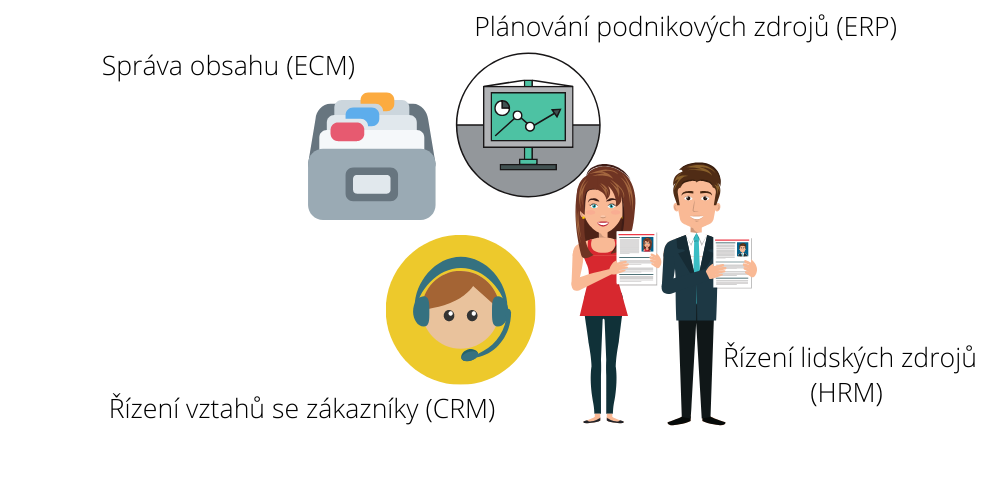 Plánování podnikových zdrojů (ERP)
Správa obsahu (ECM)
Řízení lidských zdrojů
(HRM)
Řízení vztahů se zákazníky (CRM)